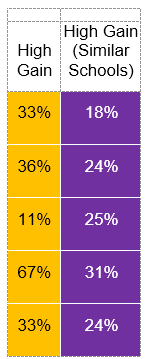 High Gain
High Gain (Similar Schools)
33% 18%
36% 24%
11% 25%
67% 31%
33% 24%